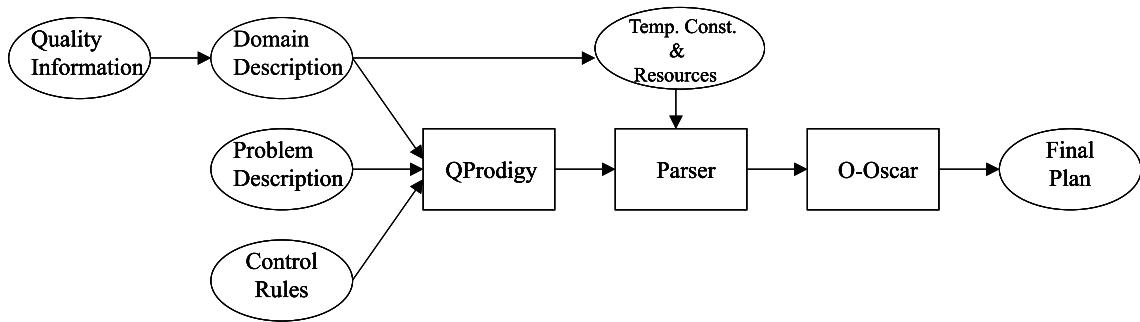 Quality
Information
Domain
Description
Temp. Const.
&
Resources
Problem
Description
QProdigy
Parser
O-Oscar
Final
Plan
Control
Rules